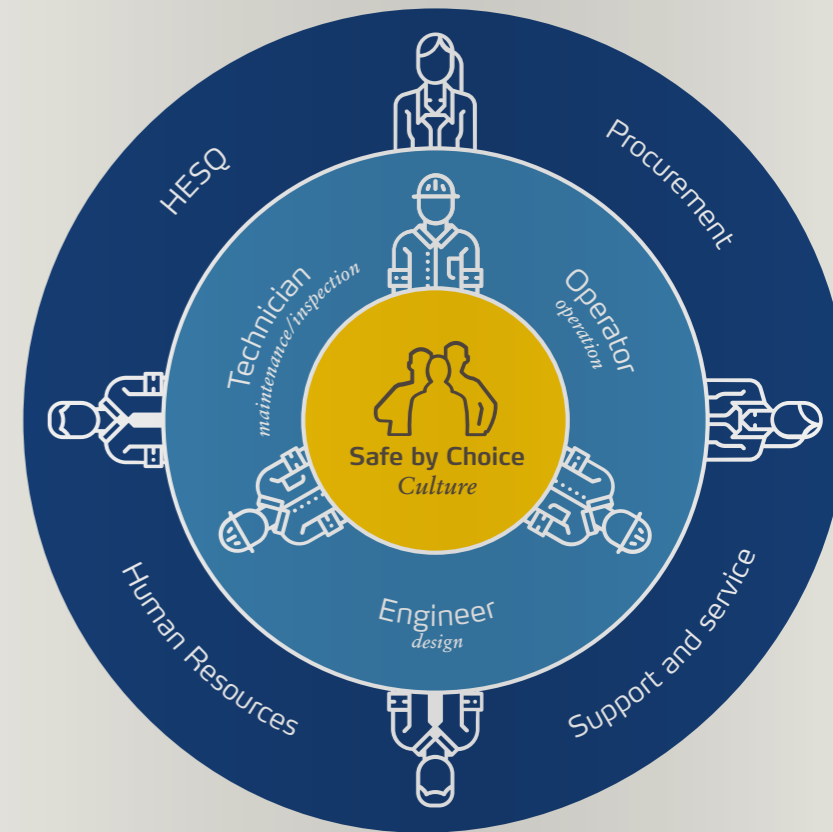 HESQ
Procurement
Technician
maintenance/inspection
Operator
operation
Safe by Choice
Culture
Engineer
design
Human Resources
Support and service